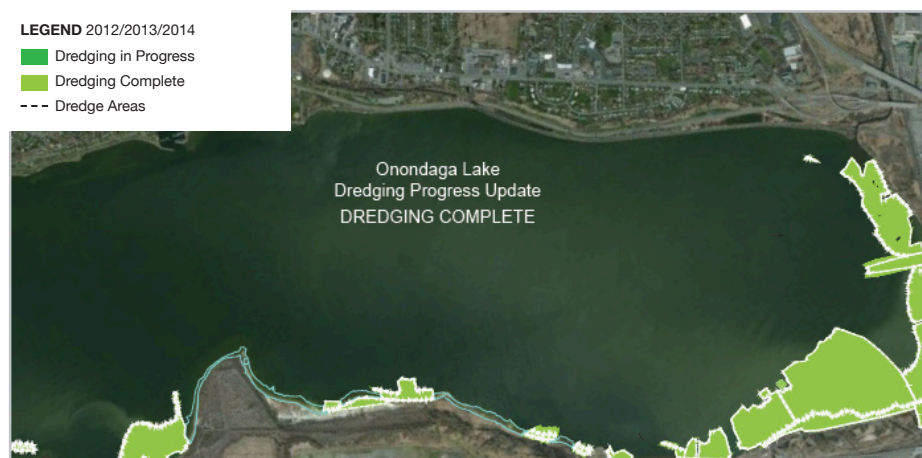 LEGEND 2012/2013/2014
Dredging in Progress
Dredging Complete
Dredge Areas
Onondaga Lake
Dredging Progress Update
DREDGING COMPLETE